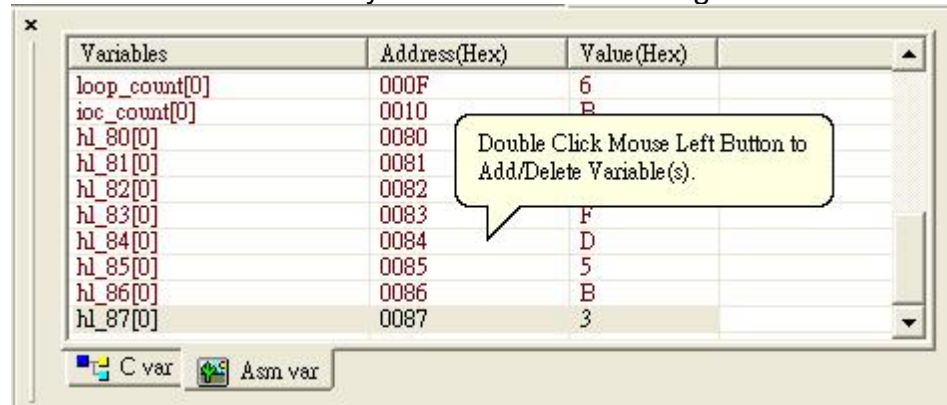 x
Variables Address(Hex) Value(Hex)
loop_count[0] 000F 6
ioc_count[0] 0010 B
hl_80[0] 0080
hl_81[0] 0081
hl_82[0] 0082
hl_83[0] 0083 F
hl_84[0] 0084 D
hl_85[0] 0085 5
hl_86[0] 0086 B
hl_87[0] 0087 3
Double Click Mouse Left Button to
Add/Delete Variable(s).
C var Asm var